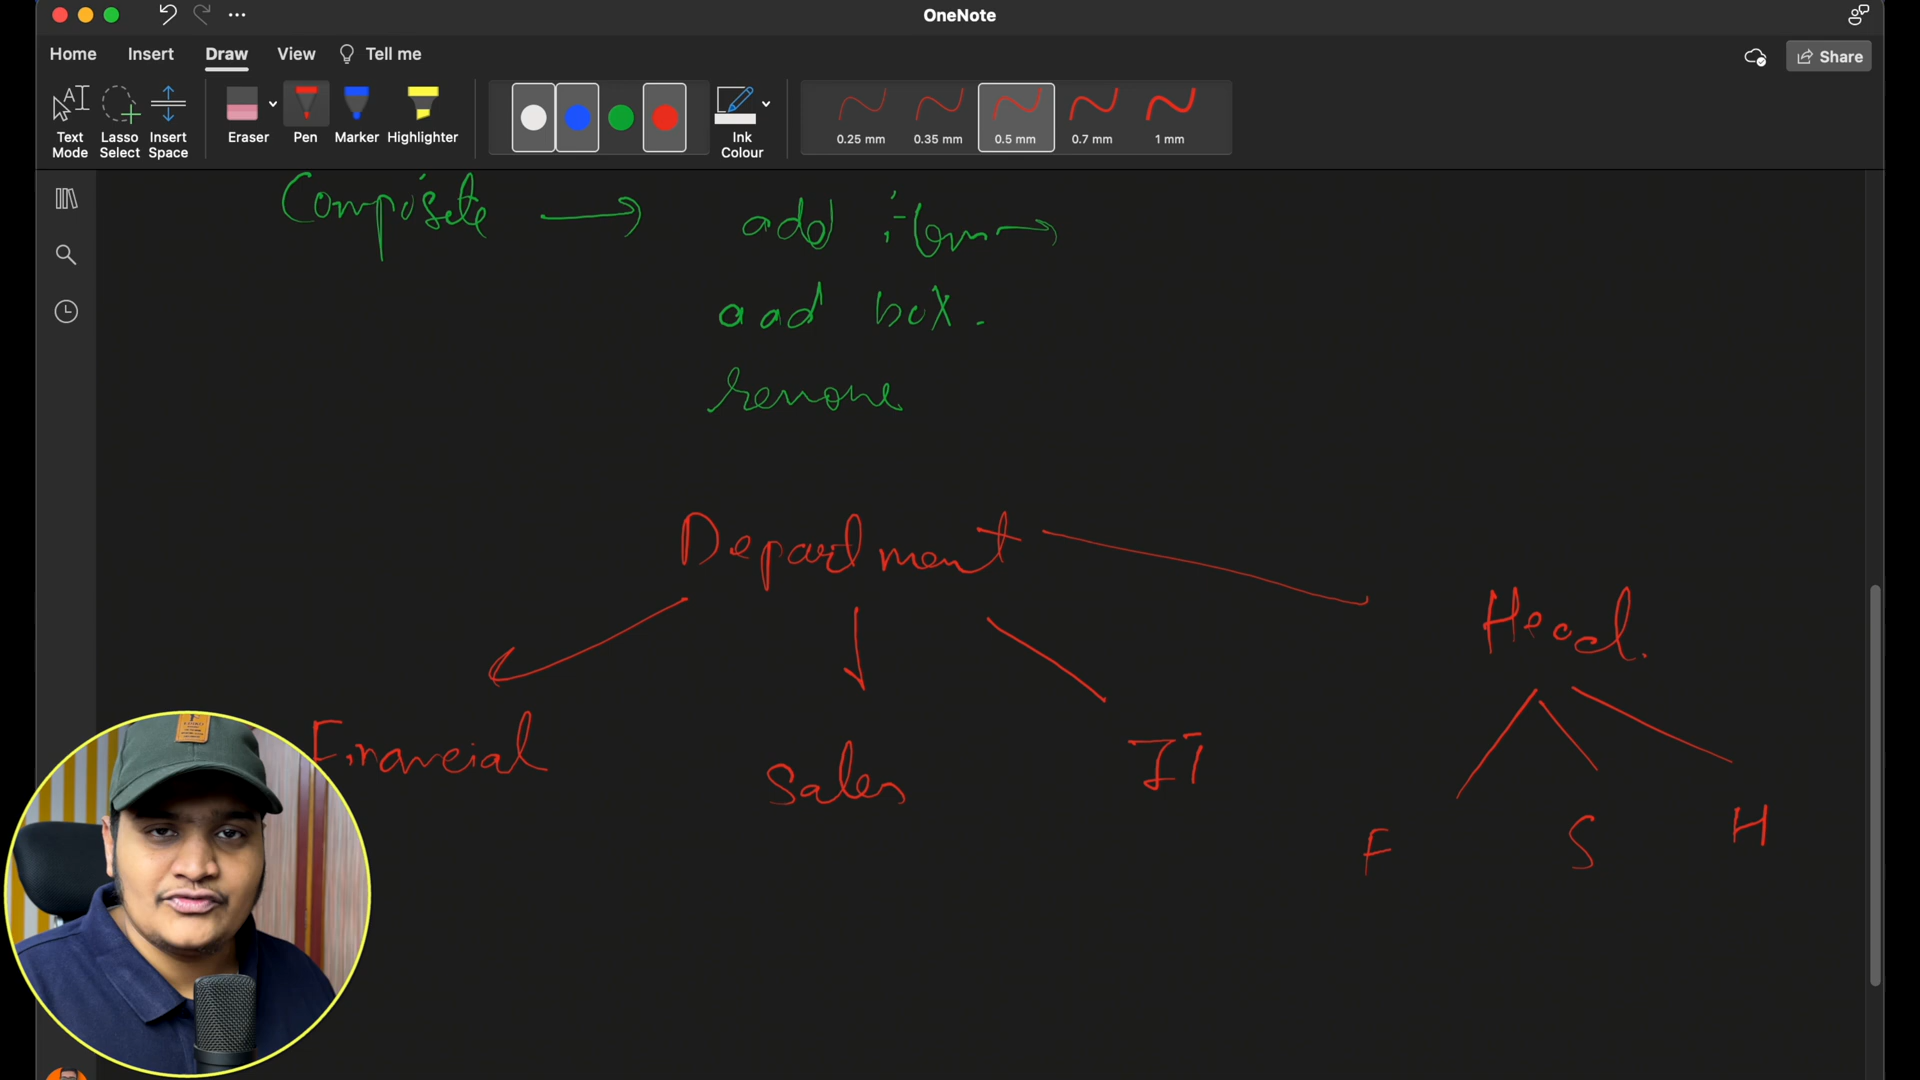 OneNote
Home Insert Draw View Tell me
Share
Text Mode
Lasso Select
Insert Space
Eraser
Pen
Marker
Highlighter
Ink Colour
0.25 mm
0.35 mm
0.5 mm
0.7 mm
1 mm
Composite → add item →
add box.
remove
Department
Head.
Financial
Sales
IT
F
S
H